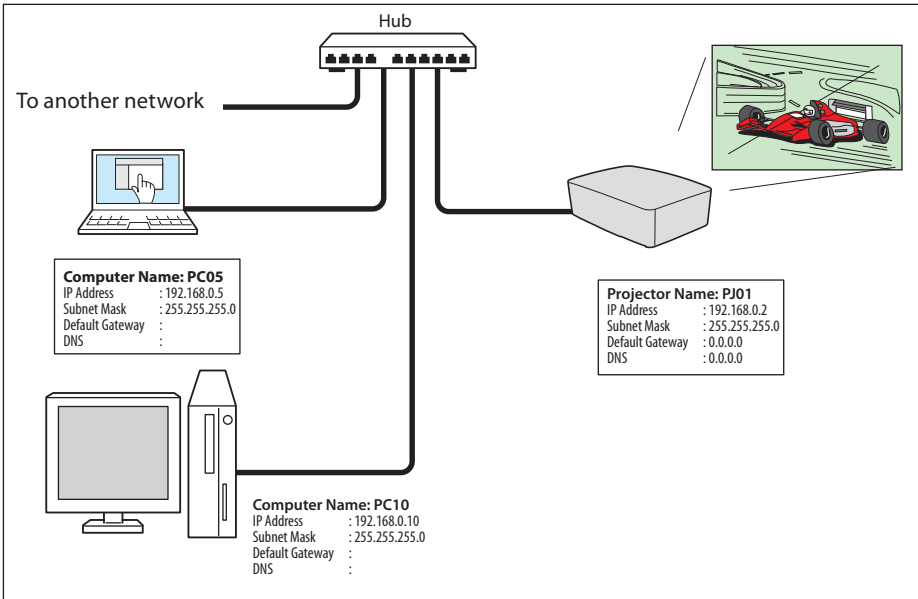 Hub
To another network
Computer Name: PC05
IP Address : 192.168.0.5
Subnet Mask : 255.255.255.0
Default Gateway :
DNS :
Projector Name: PJ01
IP Address : 192.168.0.2
Subnet Mask : 255.255.255.0
Default Gateway : 0.0.0.0
DNS : 0.0.0.0
Computer Name: PC10
IP Address : 192.168.0.10
Subnet Mask : 255.255.255.0
Default Gateway :
DNS :